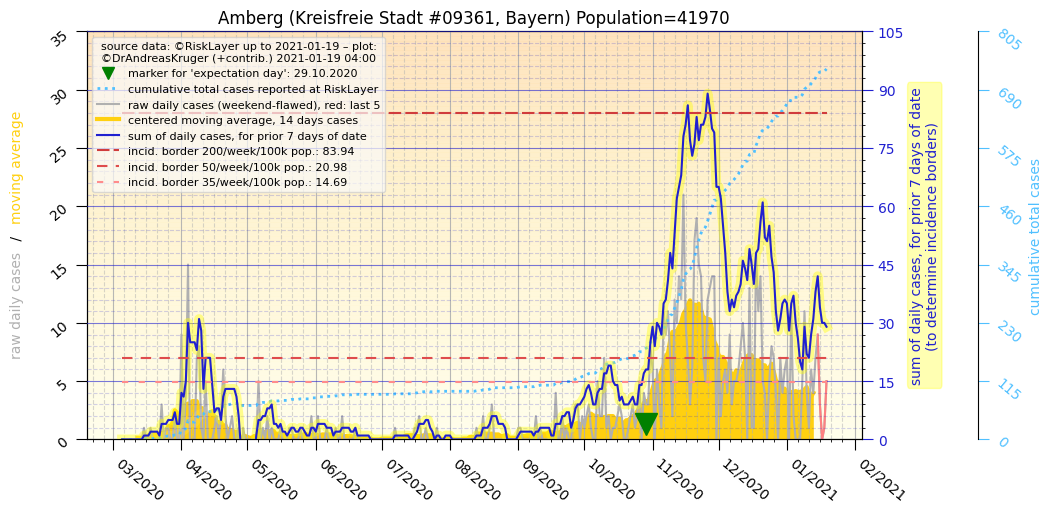 Amberg (Kreisfreie Stadt #09361, Bayern) Population=41970
source data: ©RiskLayer up to 2021-01-19 – plot:
©DrAndreasKruger (+contrib.) 2021-01-19 04:00
marker for 'expectation day': 29.10.2020
cumulative total cases reported at RiskLayer
raw daily cases (weekend-flawed), red: last 5
centered moving average, 14 days cases
sum of daily cases, for prior 7 days of date
incid. border 200/week/100k pop.: 83.94
incid. border 50/week/100k pop.: 20.98
incid. border 35/week/100k pop.: 14.69
raw daily cases / moving average
35
30
25
20
15
10
5
0
03/2020
04/2020
05/2020
06/2020
07/2020
08/2020
09/2020
10/2020
11/2020
12/2020
01/2021
02/2021
105
90
75
60
45
30
15
0
sum of daily cases, for prior 7 days of date
(to determine incidence borders)
805
690
575
460
345
230
115
0
cumulative total cases